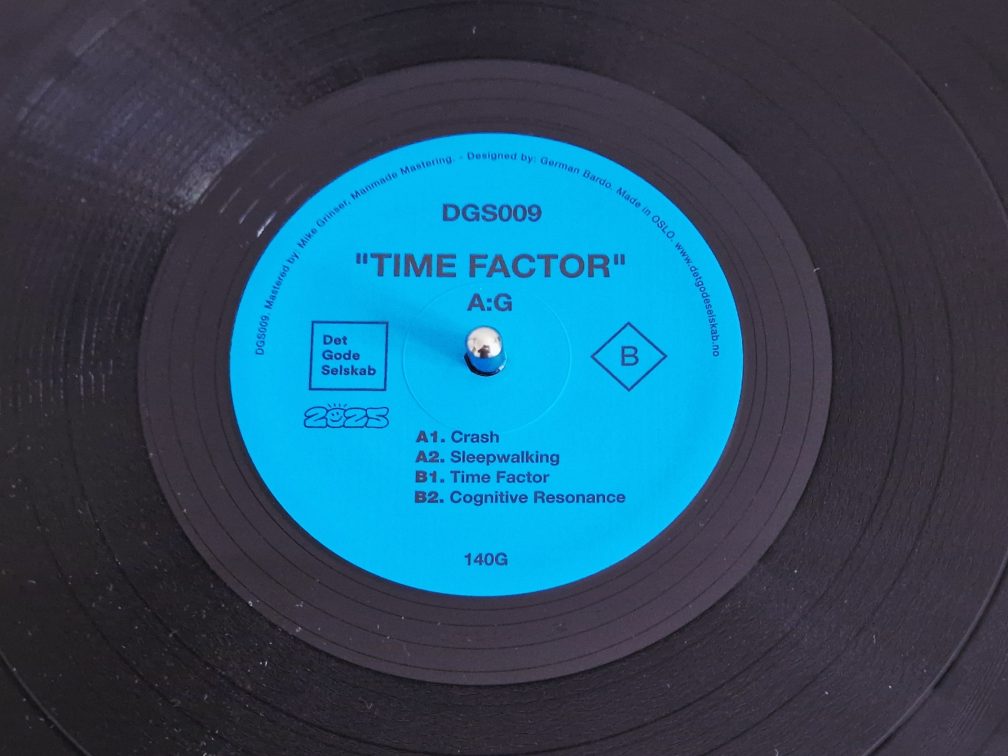 DGS009. Mastered by: Mike Grinser, Manmade Mastering. - Designed by: German Bardo. Made in OSLO. www.detgodeselskab.no
DGS009
"TIME FACTOR"
A:G
Det
Gode
Selskab
B
2025
A1. Crash
A2. Sleepwalking
B1. Time Factor
B2. Cognitive Resonance
140G